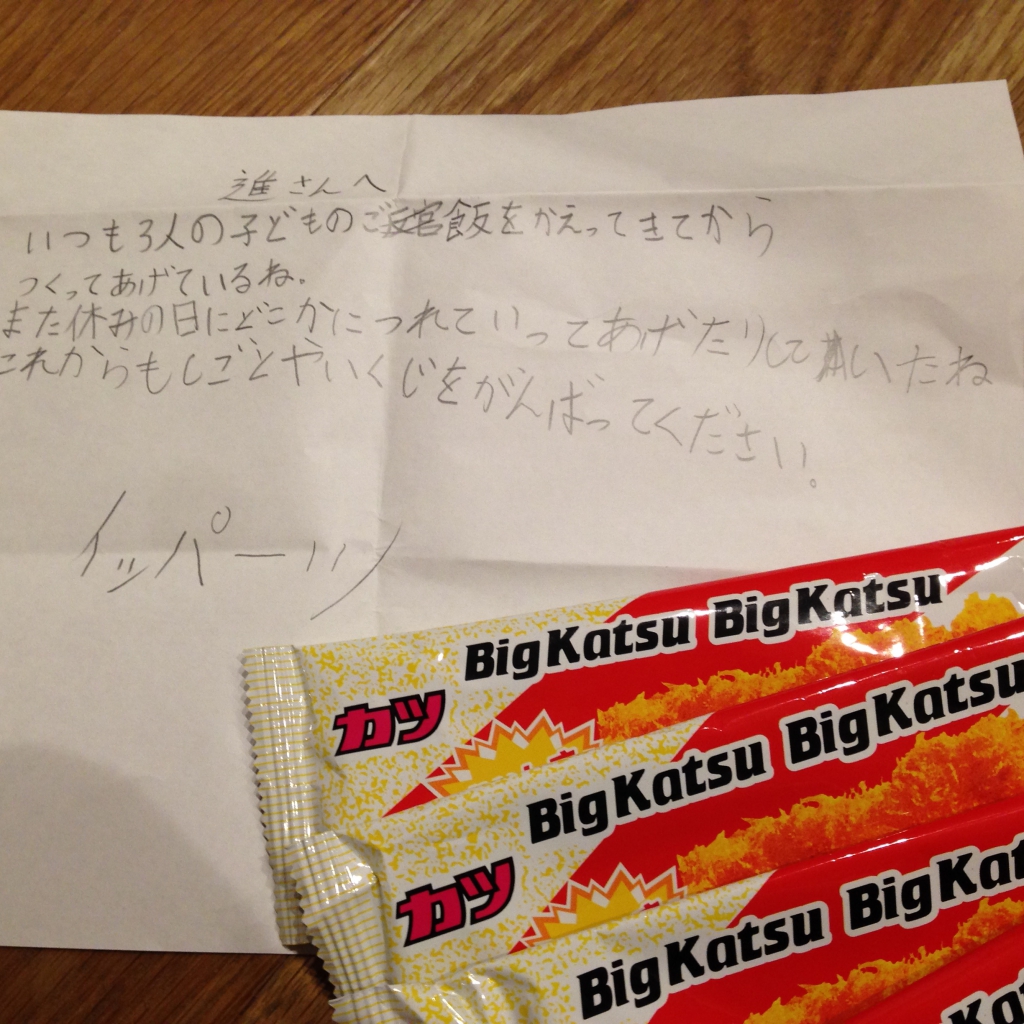 進さんへ
いつも3人の子どものご飯をかえってきてから
つくってあげているね。
また休みの日にどこかにつれていってあげたりして いたね
これからもしごとやいくじをがんばってください。
イッパーツ
BigKatsu BigKatsu
カツ
BigKatsu BigKatsu
カツ
BigKatsu BigKat
Kat